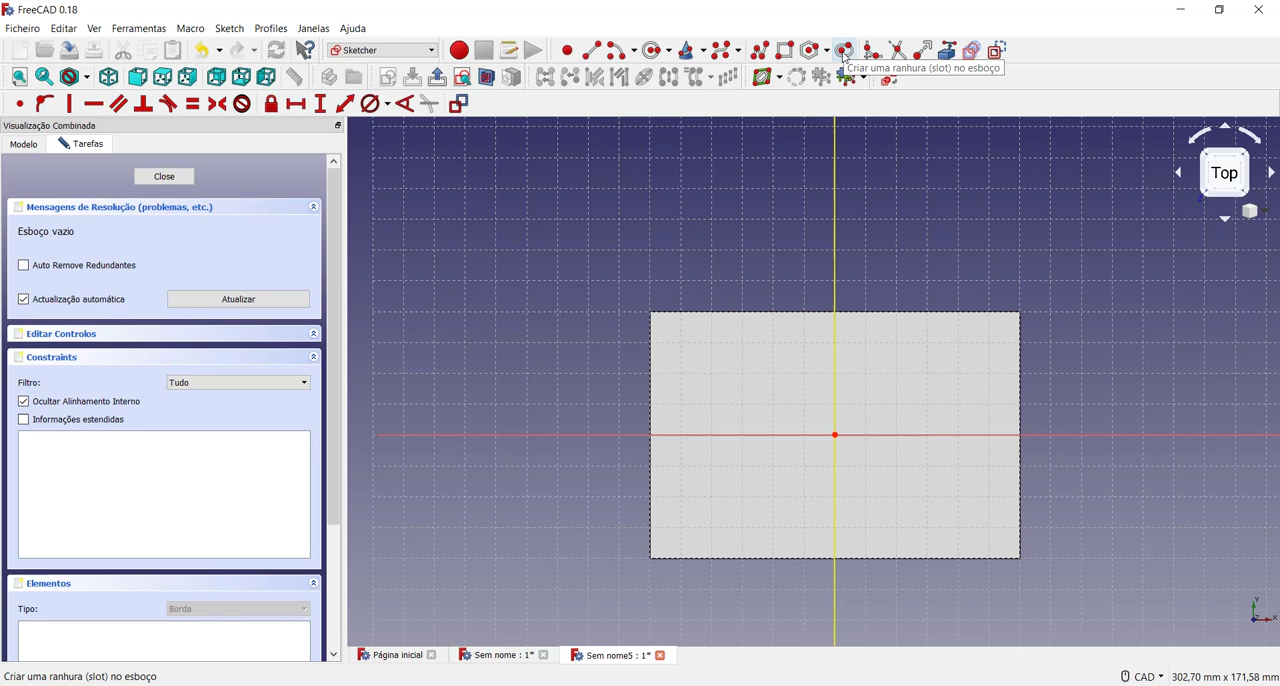 FreeCAD 0.18
Ficheiro Editar Ver Ferramentas Macro Sketch Profiles Janelas Ajuda
Sketcher
Criar uma ranhura (slot) no esboço
Visualização Combinada
Modelo Tarefas
Close
Mensagens de Resolução (problemas, etc.)
Esboço vazio
Auto Remove Redundantes
Actualização automática Atualizar
Editar Controlos
Constraints
Filtro: Tudo
Ocultar Alinhamento Interno
Informações estendidas
Elementos
Tipo: Borda
Top
Z
Y
Z X
Página inicial Sem nome : 1* Sem nome5 : 1*
Criar uma ranhura (slot) no esboço
CAD 302,70 mm x 171,58 mm